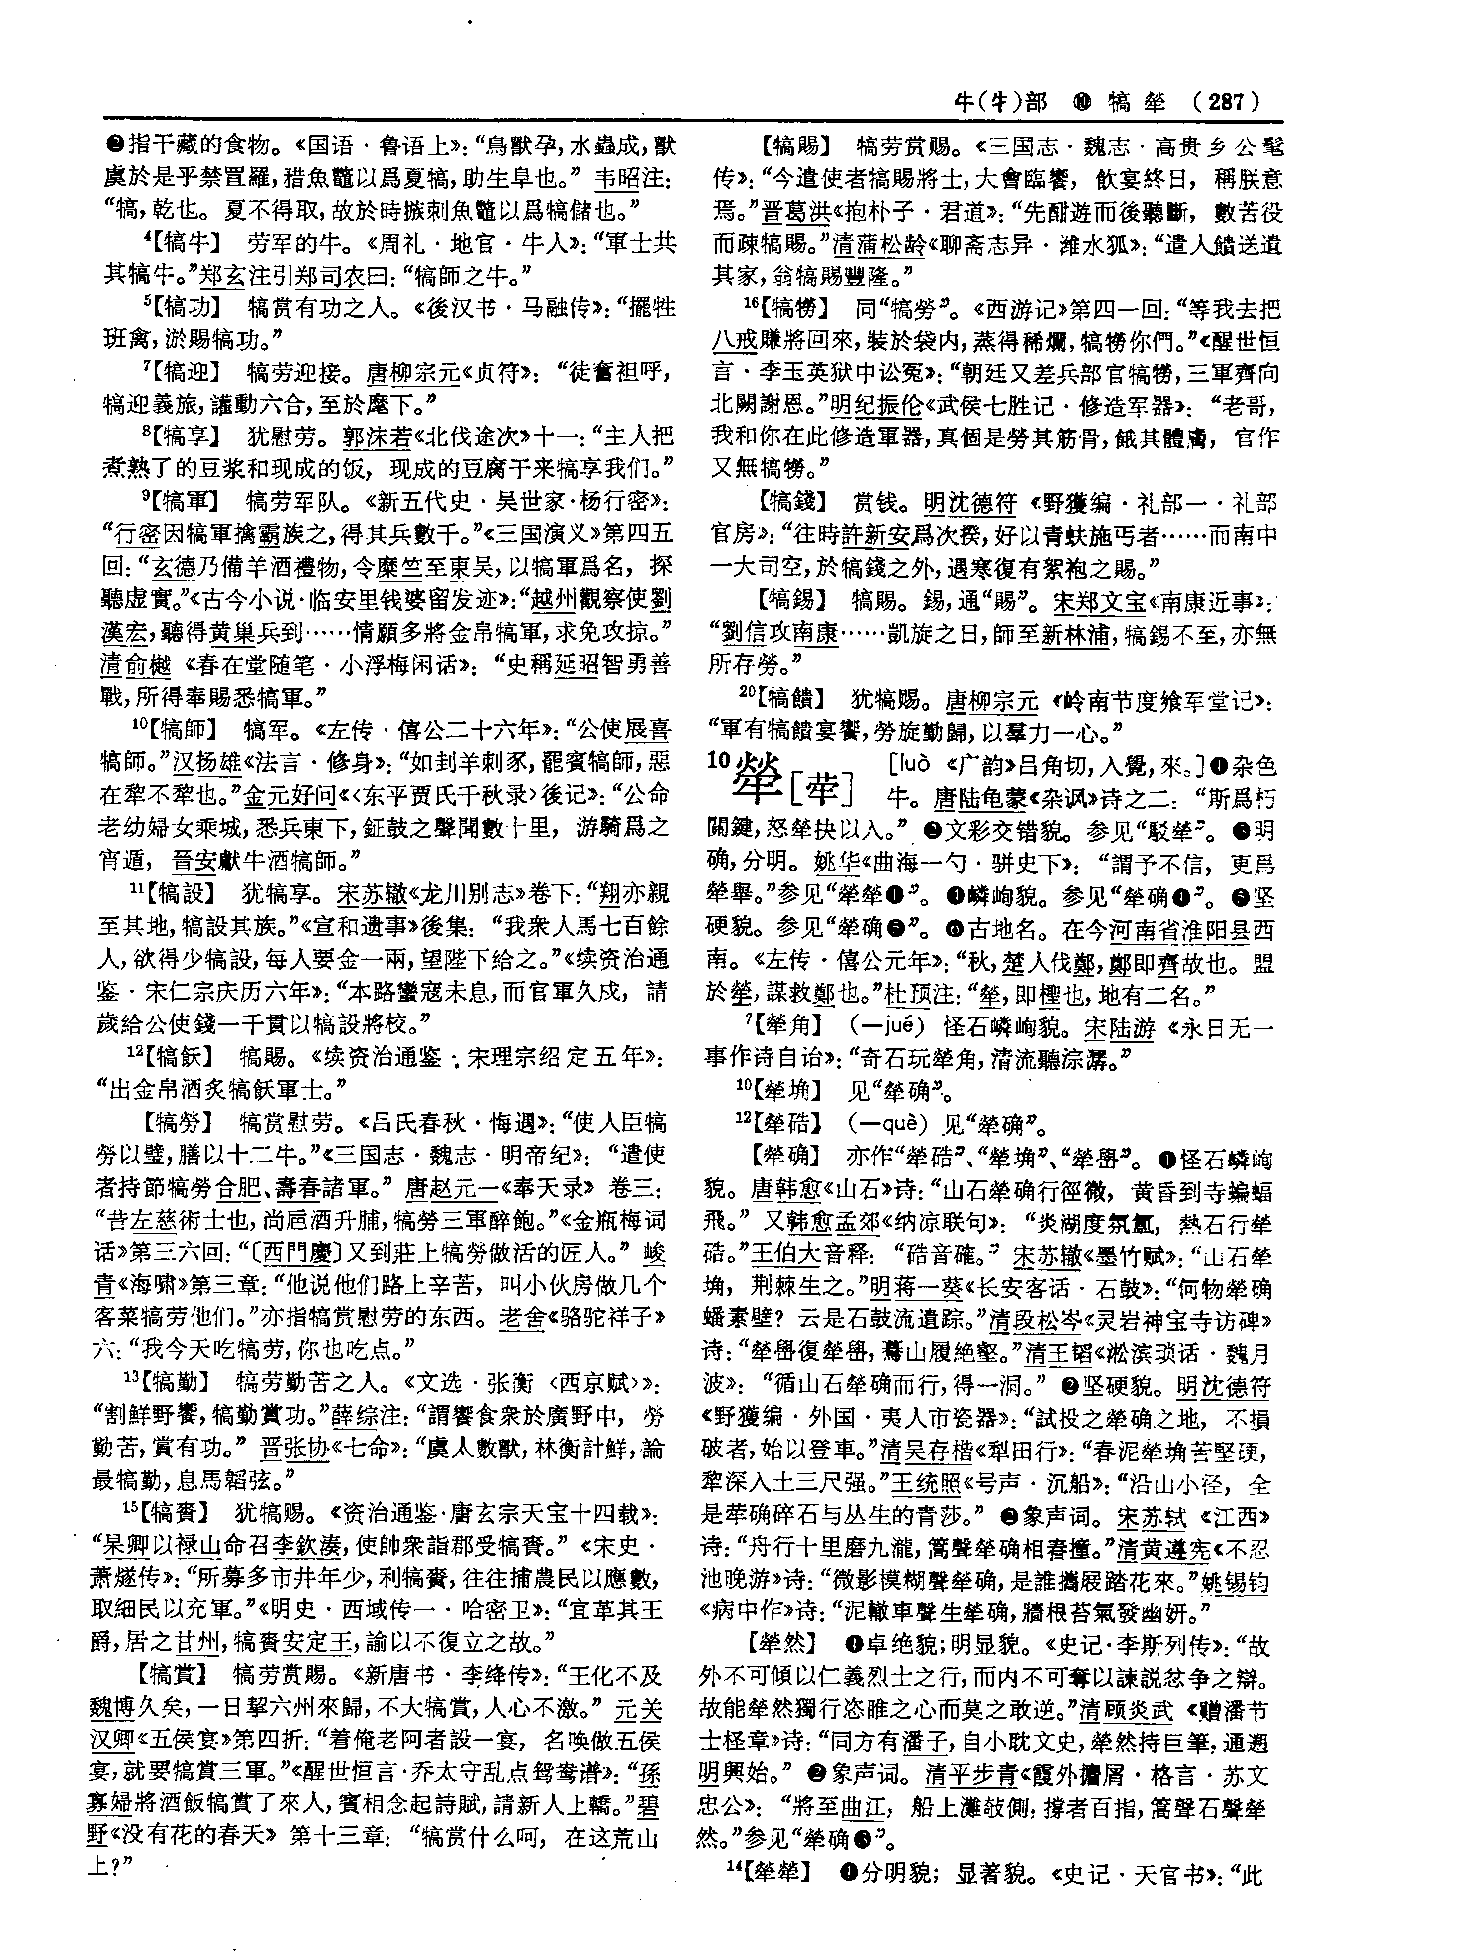 牛(牜)部 ❿ 犒 犖 (287)
❷指干藏的食物。《国语·鲁语上》：“鳥獸孕，水蟲成，獸
虞於是乎禁罝羅，猎魚鼈以爲夏犒，助生阜也。” 韦昭注：
“犒，乾也。夏不得取，故於時㨖刺魚鼈以爲犒儲也。”
4【犒牛】 劳军的牛。《周礼·地官·牛人》：“軍士共
其犒牛。”郑玄注引郑司农曰：“犒師之牛。”
5【犒功】 犒赏有功之人。《後汉书·马融传》：“擺牲
班禽，淤賜犒功。”
7【犒迎】 犒劳迎接。唐柳宗元《贞符》：“徒奮袒呼，
犒迎義旅，讙動六合，至於麾下。”
8【犒享】 犹慰劳。郭沫若《北伐途次》十一：“主人把
煮熟了的豆浆和现成的饭，现成的豆腐干来犒享我们。”
9【犒軍】 犒劳军队。《新五代史·吴世家·杨行密》：
“行密因犒軍擒霸族之，得其兵數千。”《三国演义》第四五
回：“玄德乃備羊酒禮物，令糜竺至東吴，以犒軍爲名，探
聽虚實。”《古今小说·临安里钱婆留发迹》：“越州觀察使劉
漢宏，聽得黄巢兵到……情願多將金帛犒軍，求免攻掠。”
清俞樾《春在堂随笔·小浮梅闲话》：“史稱延昭智勇善
戰，所得奉賜悉犒軍。”
10【犒師】 犒军。《左传·僖公二十六年》：“公使展喜
犒師。”汉扬雄《法言·修身》：“如刲羊刺豕，罷賓犒師，惡
在犂不犂也。”金元好问《〈东平贾氏千秋录〉後记》：“公命
老幼婦女乘城，悉兵東下，鉦鼓之聲聞數十里，游騎爲之
宵遁，晉安獻牛酒犒師。”
11【犒設】 犹犒享。宋苏辙《龙川别志》卷下：“翔亦親
至其地，犒設其族。”《宣和遗事》後集：“我衆人馬七百餘
人，欲得少犒設，每人要金一兩，望陛下给之。”《续资治通
鉴·宋仁宗庆历六年》：“本路蠻寇未息，而官軍久戍，請
歲給公使錢一千貫以犒設將校。”
12【犒飫】 犒賜。《续资治通鉴·宋理宗绍定五年》：
“出金帛酒炙犒飫軍士。”
【犒勞】 犒赏慰劳。《吕氏春秋·悔過》：“使人臣犒
勞以璧，膳以十二牛。”《三国志·魏志·明帝纪》：“遣使
者持節犒勞合肥、壽春諸軍。” 唐赵元一《奉天录》卷三：
“昔左慈術士也，尚巵酒升脯，犒勞三軍醉飽。”《金瓶梅词
话》第三六回：“〔西門慶〕又到莊上犒勞做活的匠人。” 峻
青《海啸》第三章：“他说他们路上辛苦，叫小伙房做几个
客菜犒劳他们。”亦指犒赏慰劳的东西。老舍《骆驼祥子》
六：“我今天吃犒劳，你也吃点。”
13【犒勤】 犒劳勤苦之人。《文选·张衡〈西京赋〉》：
“割鮮野饗，犒勤賞功。”薛综注：“謂饗食衆於廣野中，勞
勤苦，賞有功。” 晋张协《七命》：“虞人數獸，林衡計鮮，論
最犒勤，息馬韜弦。”
15【犒賚】 犹犒赐。《资治通鉴·唐玄宗天宝十四载》：
“杲卿以禄山命召李欽湊，使帥衆詣郡受犒賚。”《宋史·
萧燧传》：“所募多市井年少，利犒賚，往往捕農民以應數，
取細民以充軍。”《明史·西域传一·哈密卫》：“宜革其王
爵，居之甘州，犒賚安定王，諭以不復立之故。”
【犒賞】 犒劳赏赐。《新唐书·李绛传》：“王化不及
魏博久矣，一日挈六州來歸，不大犒賞，人心不激。” 元关
汉卿《五侯宴》第四折：“着俺老阿者設一宴，名唤做五侯
宴，就要犒賞三軍。”《醒世恒言·乔太守乱点鸳鸯谱》：“孫
寡婦將酒飯犒賞了來人，賓相念起詩賦，請新人上轎。”碧
野《没有花的春天》第十三章：“犒赏什么呵，在这荒山
上？”
【犒賜】 犒劳赏赐。《三国志·魏志·高贵乡公髦
传》：“今遣使者犒賜將士，大會臨饗，飲宴終日，稱朕意
焉。”晋葛洪《抱朴子·君道》：“先酣遊而後聽斷，數苦役
而疎犒賜。”清蒲松龄《聊斋志异·潍水狐》：“遣人饋送遺
其家，翁犒賜豐隆。”
16【犒犒】 同“犒勞”。《西游记》第四一回：“等我去把
八戒賺將回來，裝於袋内，蒸得稀爛，犒㸹你們。”《醒世恒
言·李玉英狱中讼冤》：“朝廷又差兵部官犒㸹，三軍齊向
北闕謝恩。”明纪振伦《武侯七胜记·修造军器》：“老哥，
我和你在此修造軍器，真個是勞其筋骨，餓其體膚，官作
又無犒㸹。”
【犒錢】 赏钱。明沈德符《野獲编·礼部一·礼部
官房》：“往時許新安爲次揆，好以青蚨施丐者……而南中
一大司空，於犒錢之外，遇寒復有絮袍之賜。”
【犒錫】 犒賜。錫，通“賜”。宋郑文宝《南康近事》：
“劉信攻南康……凱旋之日，師至新林浦，犒錫不至，亦無
所存勞。”
20【犒饋】 犹犒赐。唐柳宗元《岭南节度飨军堂记》：
“軍有犒饋宴饗，勞旋勤歸，以羣力一心。”
10犖［荦］ [luò 《广韵》吕角切，入覺，來。]❶杂色
牛。唐陆龟蒙《杂讽》诗之二：“斯爲朽
關鍵，怒犖抉以入。” ❷文彩交错貌。参见“駁犖”。❸明
确，分明。姚华《曲海一勺·骈史下》：“謂予不信，更爲
犖舉。”参见“犖犖❶”。❹嶙峋貌。参见“犖确❶”。❺坚
硬貌。参见“犖确❷”。❻古地名。在今河南省淮阳县西
南。《左传·僖公元年》：“秋，楚人伐鄭，鄭即齊故也。盟
於犖，謀救鄭也。”杜预注：“犖，即檉也，地有二名。”
7【犖角】 （—jué）怪石嶙峋貌。宋陆游《永日无一
事作诗自诒》：“奇石玩犖角，清流聽淙潺。”
10【犖埆】 见“犖确”。
12【犖硞】 （—què）见“犖确”。
【犖确】 亦作“犖硞”、“犖埆”、“犖嶨”。❶怪石嶙峋
貌。唐韩愈《山石》诗：“山石犖确行徑微，黄昏到寺蝙蝠
飛。” 又韩愈孟郊《纳凉联句》：“炎湖度氛氲，熱石行犖
硞。”王伯大音释：“硞音確。” 宋苏辙《墨竹赋》：“山石犖
埆，荆棘生之。”明蒋一葵《长安客话·石鼓》：“何物犖确
蟠素壁？云是石鼓流遺踪。”清段松岑《灵岩神宝寺访碑》
诗：“犖嶨復犖嶨，驀山履絶壑。”清王韬《淞滨琐话·魏月
波》：“循山石犖确而行，得一洞。” ❷坚硬貌。明沈德符
《野獲编·外国·夷人市瓷器》：“試投之犖确之地，不損
破者，始以登車。”清吴存楷《犁田行》：“春泥犖埆苦堅硬，
犂深入土三尺强。”王统照《号声·沉船》：“沿山小径，全
是荦确碎石与丛生的青莎。” ❸象声词。宋苏轼《江西》
诗：“舟行十里磨九瀧，篙聲犖确相舂撞。”清黄遵宪《不忍
池晚游》诗：“微影模糊聲犖确，是誰攜屐踏花來。”姚锡钧
《病中作》诗：“泥轍車聲生犖确，牆根苔氣發幽妍。”
【犖然】 ❶卓绝貌；明显貌。《史记·李斯列传》：“故
外不可傾以仁義烈士之行，而内不可奪以諫説忿争之辯。
故能犖然獨行恣睢之心而莫之敢逆。”清顾炎武《赠潘节
士柽章》诗：“同方有潘子，自小耽文史，犖然持巨筆，通遡
明興始。” ❷象声词。清平步青《霞外攟屑·格言·苏文
忠公》：“將至曲江，船上灘攲側，撐者百指，篙聲石聲犖
然。”参见“犖确❸”。
14【犖犖】 ❶分明貌；显著貌。《史记·天官书》：“此